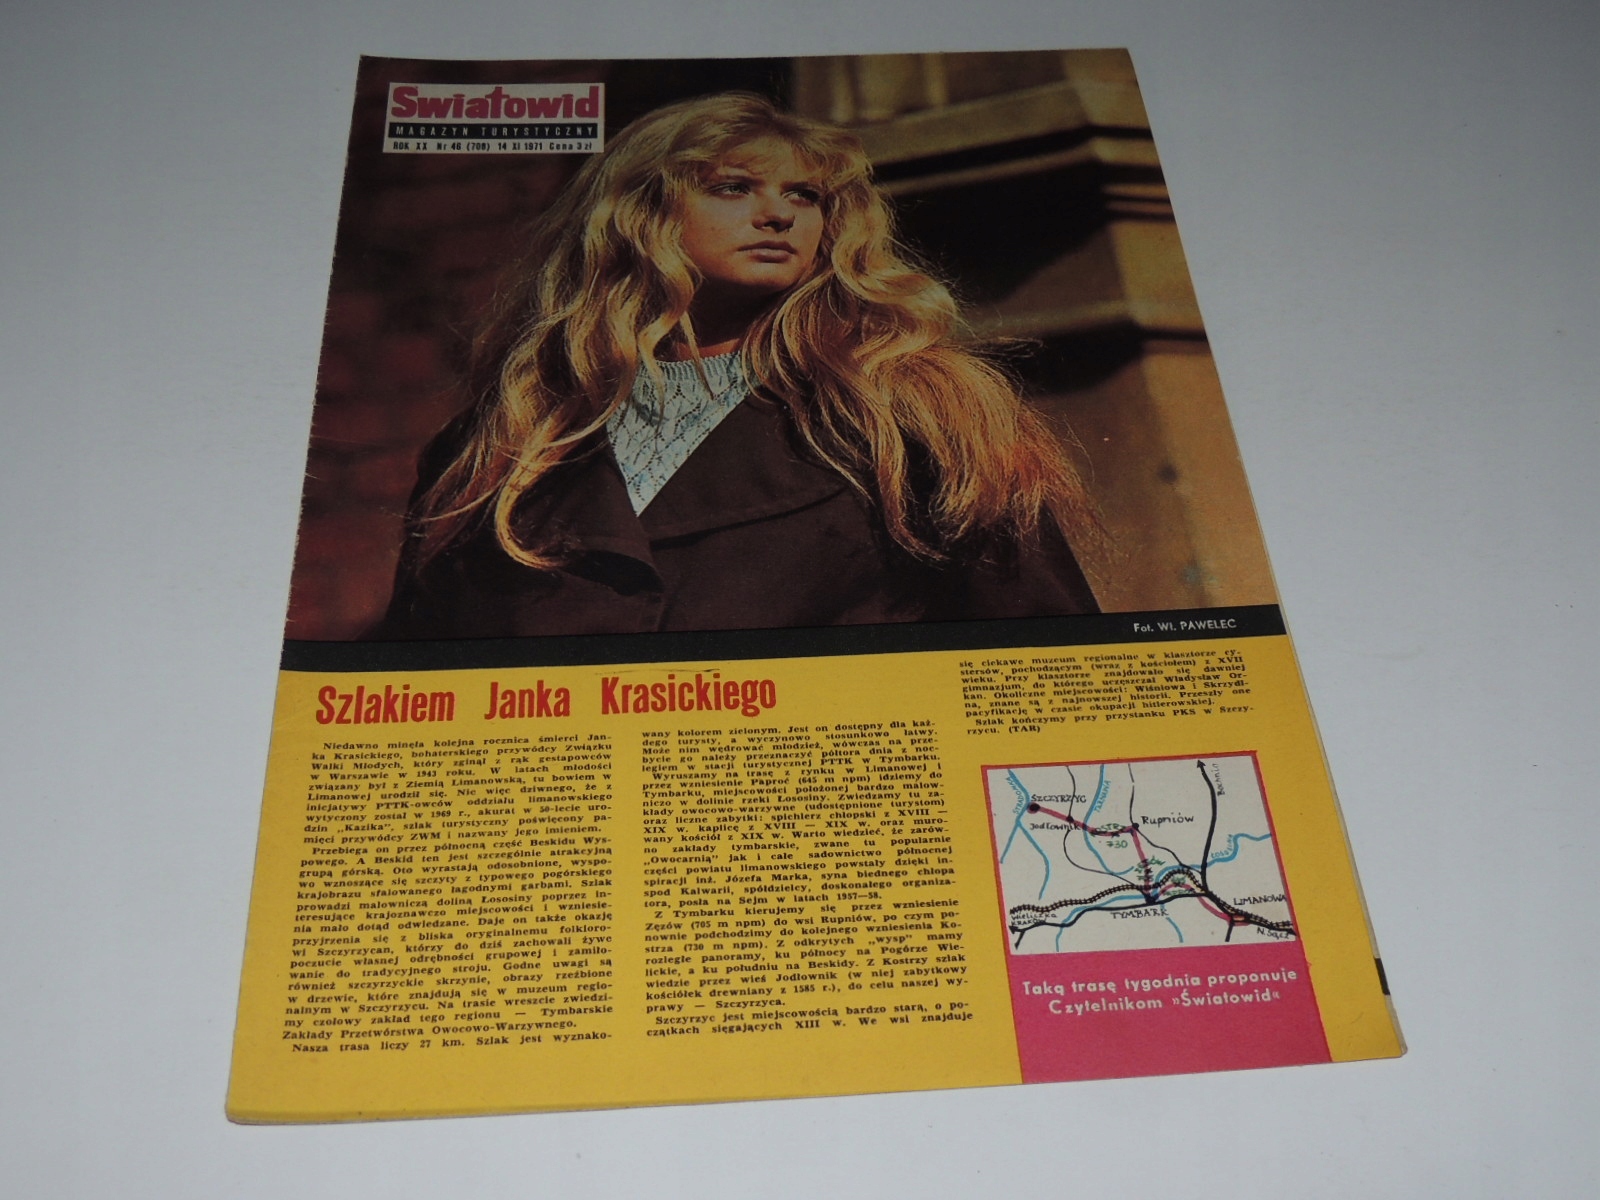 Światowid
MAGAZYN TURYSTYCZNY
ROK XX Nr 46 (709) 14 XI 1971 Cena 3 zł
Fot. Wł. PAWELEC
Szlakiem Janka Krasickiego
Niedawno minęła kolejna rocznica śmierci Jan-
ka Krasickiego, bohaterskiego przywódcy Związku
Walki Młodych, który zginął z rąk gestapowców
w Warszawie w 1943 roku. W latach młodości
związany był z Ziemią Limanowską, tu bowiem w
Limanowej urodził się. Nic więc dziwnego, że z
inicjatywy PTTK-owców oddziału limanowskiego
wytyczony został w 1969 r., akurat w 50-lecie uro-
dzin „Kazika”, szlak turystyczny poświęcony pa-
mięci przywódcy ZWM i nazwany jego imieniem.
Przebiega on przez północną część Beskidu Wys-
powego. A Beskid ten jest szczególnie atrakcyjną
grupą górską. Oto wyrastają odosobnione, wyspo-
wo wznoszące się szczyty z typowego pogórskiego
krajobrazu sfalowanego łagodnymi garbami. Szlak
prowadzi malowniczą doliną Łososiny poprzez in-
teresujące krajoznawczo miejscowości i wzniesie-
nia mało dotąd odwiedzane. Daje on także okazję
przyjrzenia się z bliska oryginalnemu folkloro-
wi Szczyrzycan, którzy do dziś zachowali żywe
poczucie własnej odrębności grupowej i zamiło-
wanie do tradycyjnego stroju. Godne uwagi są
również szczyrzyckie skrzynie, obrazy rzeźbione
w drzewie, które znajdują się w muzeum regio-
nalnym w Szczyrzycu. Na trasie wreszcie zwiedzi-
my czołowy zakład tego regionu — Tymbarskie
Zakłady Przetwórstwa Owocowo-Warzywnego.
Nasza trasa liczy 27 km. Szlak jest wyznako-
wany kolorem zielonym. Jest on dostępny dla każ-
dego turysty, a wyczynowo stosunkowo łatwy.
Może nim wędrować młodzież, wówczas na prze-
bycie go należy przeznaczyć półtora dnia z noc-
legiem w stacji turystycznej PTTK w Tymbarku.
Wyruszamy na trasę z rynku w Limanowej i
przez wzniesienie Paproć (645 m npm) idziemy do
Tymbarku, miejscowości położonej bardzo malow-
niczo w dolinie rzeki Łososiny. Zwiedzamy tu za-
kłady owocowo-warzywne (udostępnione turystom)
oraz liczne zabytki: spichlerz chłopski z XVIII —
XIX w. kaplicę z XVIII — XIX w. oraz muro-
wany kościół z XIX w. Warto wiedzieć, że zarów-
no zakłady tymbarskie, zwane tu popularnie
„Owocarnią” jak i całe sadownictwo północnej
części powiatu limanowskiego powstały dzięki in-
spiracji inż. Józefa Marka, syna biednego chłopa
spod Kalwarii, spółdzielcy, doskonałego organiza-
tora, posła na Sejm w latach 1957—58.
Z Tymbarku kierujemy się przez wzniesienie
Zęzów (705 m npm) do wsi Rupniów, po czym po-
nownie podchodzimy do kolejnego wzniesienia Ko-
strza (730 m npm). Z odkrytych „wysp” mamy
rozległe panoramy, ku północy na Pogórze Wie-
lickie, a ku południu na Beskidy. Z Kostrzy szlak
wiedzie przez wieś Jodłownik (w niej zabytkowy
kościółek drewniany z 1585 r.), do celu naszej wy-
prawy — Szczyrzyca.
Szczyrzyc jest miejscowością bardzo starą, o po-
czątkach sięgających XIII w. We wsi znajduje
się ciekawe muzeum regionalne w klasztorze cy-
stersów, pochodzącym (wraz z kościołem) z XVII
wieku. Przy klasztorze znajdowało się dawniej
gimnazjum, do którego uczęszczał Władysław Or-
kan. Okoliczne miejscowości: Wiśniowa i Skrzydl-
na, znane są z najnowszej historii. Przeszły one
pacyfikację w czasie okupacji hitlerowskiej.
Szlak kończymy przy przystanku PKS w Szczy-
rzycu. (TAR)
Bochnia
SZCZYRZYC
Jodłownik
Rupniów
730
705
LIMANOWA
Wieliczka
KRAKÓW
TYMBARK
N. Sącz
Taką trasę tygodnia proponuje
Czytelnikom »Światowid«